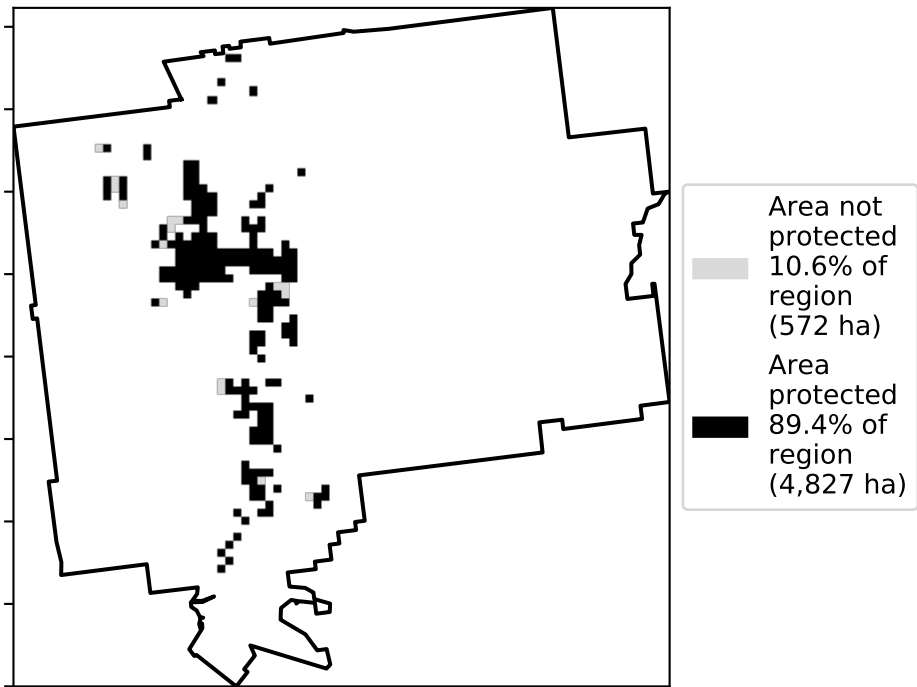 Area not
protected
10.6% of
region
(572 ha)
Area
protected
89.4% of
region
(4,827 ha)